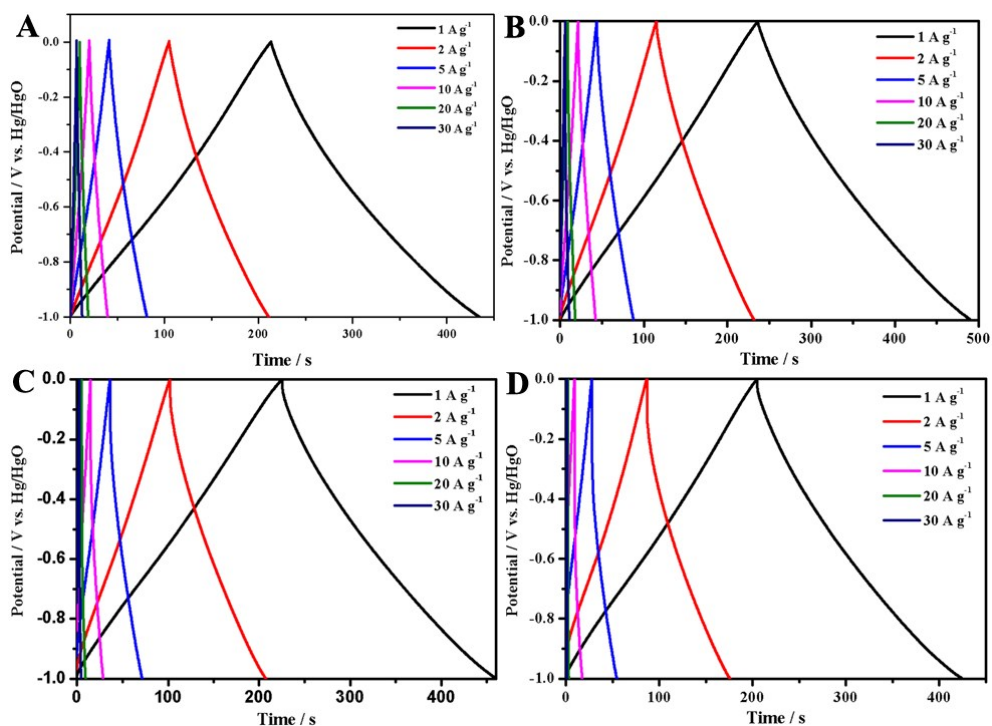 A
1 A g⁻¹
2 A g⁻¹
5 A g⁻¹
10 A g⁻¹
20 A g⁻¹
30 A g⁻¹
0.0
-0.2
-0.4
-0.6
-0.8
-1.0
Potential / V vs. Hg/HgO
0 100 200 300 400
Time / s
B
1 A g⁻¹
2 A g⁻¹
5 A g⁻¹
10 A g⁻¹
20 A g⁻¹
30 A g⁻¹
0.0
-0.2
-0.4
-0.6
-0.8
-1.0
Potential / V vs. Hg/HgO
0 100 200 300 400 500
Time / s
C
1 A g⁻¹
2 A g⁻¹
5 A g⁻¹
10 A g⁻¹
20 A g⁻¹
30 A g⁻¹
0.0
-0.2
-0.4
-0.6
-0.8
-1.0
Potential / V vs. Hg/HgO
0 100 200 300 400
Time / s
D
1 A g⁻¹
2 A g⁻¹
5 A g⁻¹
10 A g⁻¹
20 A g⁻¹
30 A g⁻¹
0.0
-0.2
-0.4
-0.6
-0.8
-1.0
Potential / V vs. Hg/HgO
0 100 200 300 400
Time / s